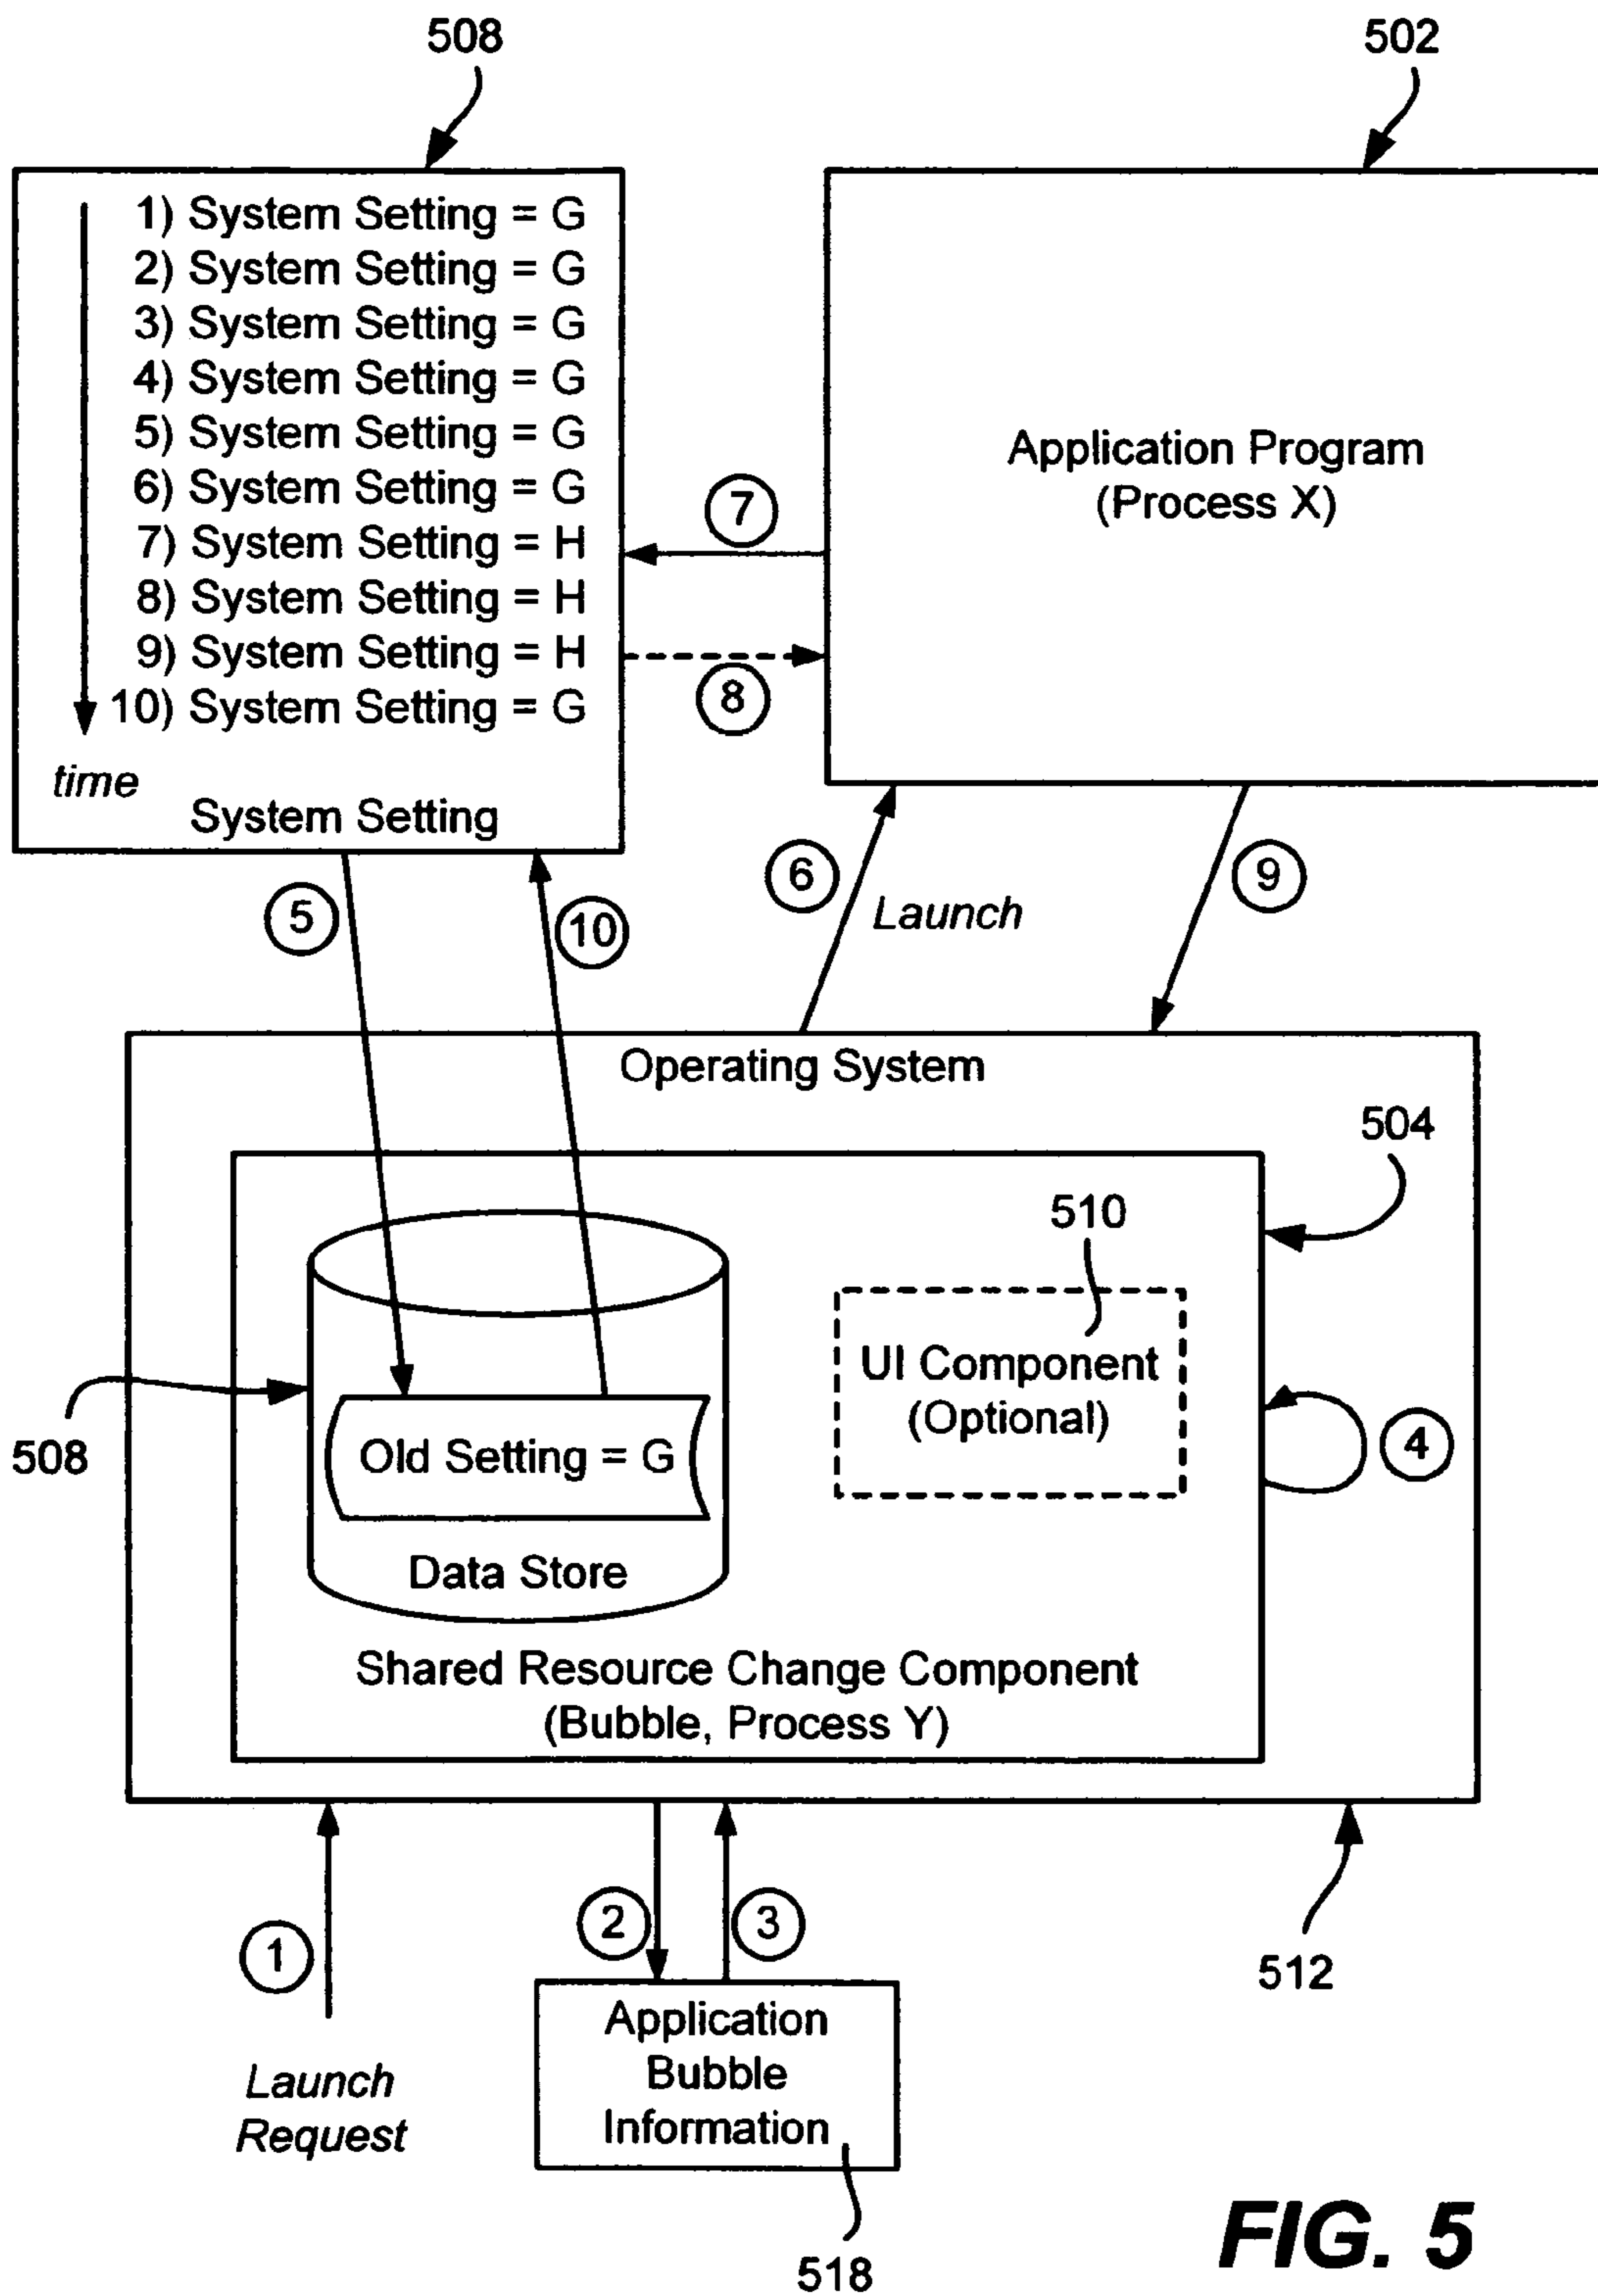 508
502
1) System Setting = G
2) System Setting = G
3) System Setting = G
4) System Setting = G
5) System Setting = G
6) System Setting = G
7) System Setting = H
8) System Setting = H
9) System Setting = H
10) System Setting = G
time
System Setting
Application Program
(Process X)
7
8
5
10
6
Launch
9
Operating System
504
510
UI Component
(Optional)
508
Old Setting = G
4
Data Store
Shared Resource Change Component
(Bubble, Process Y)
1
2
3
512
Launch
Request
Application
Bubble
Information
518
FIG. 5